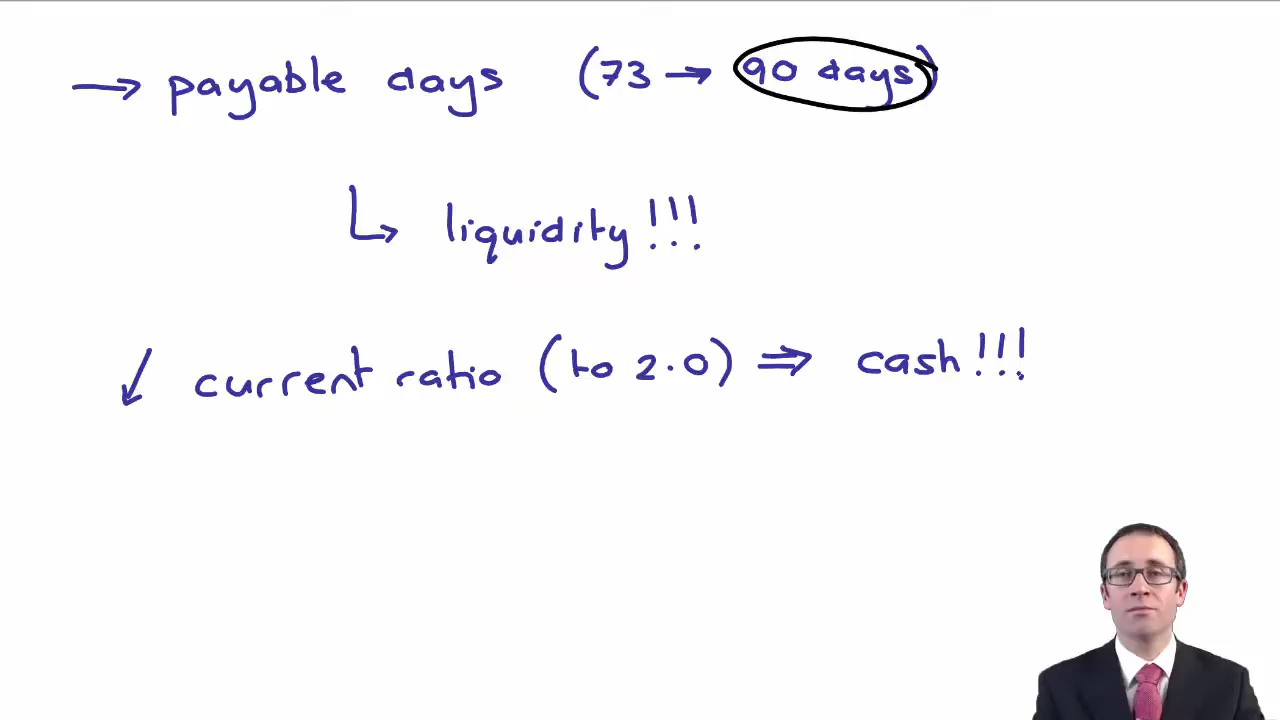 → payable days (73 → 90 days)
↳ liquidity!!!
↙ current ratio (to 2.0) ⇒ cash!!!